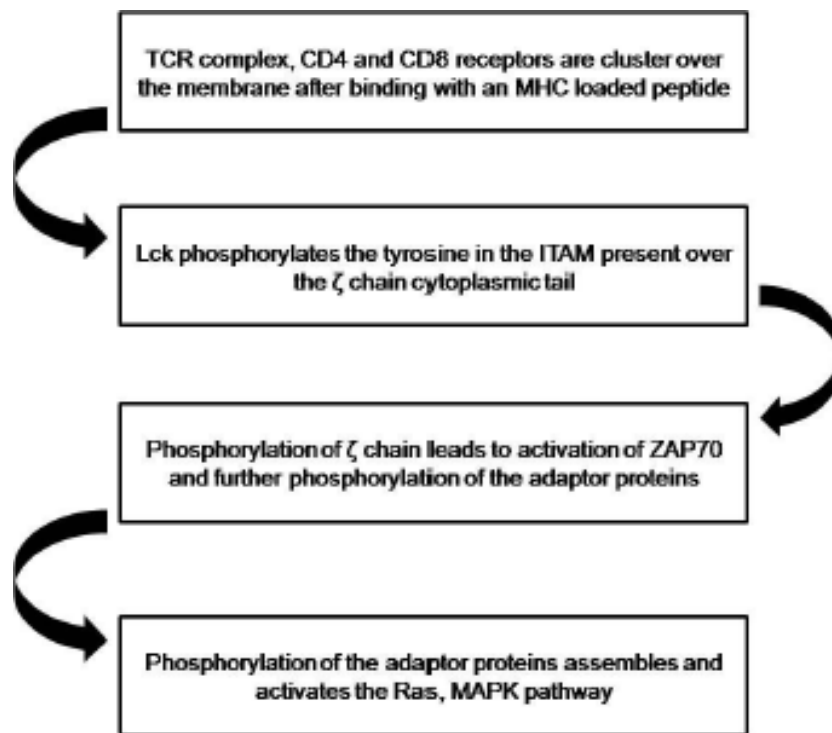 TCR complex, CD4 and CD8 receptors are cluster over
the membrane after binding with an MHC loaded peptide
Lck phosphorylates the tyrosine in the ITAM present over
the ζ chain cytoplasmic tail
Phosphorylation of ζ chain leads to activation of ZAP70
and further phosphorylation of the adaptor proteins
Phosphorylation of the adaptor proteins assembles and
activates the Ras, MAPK pathway